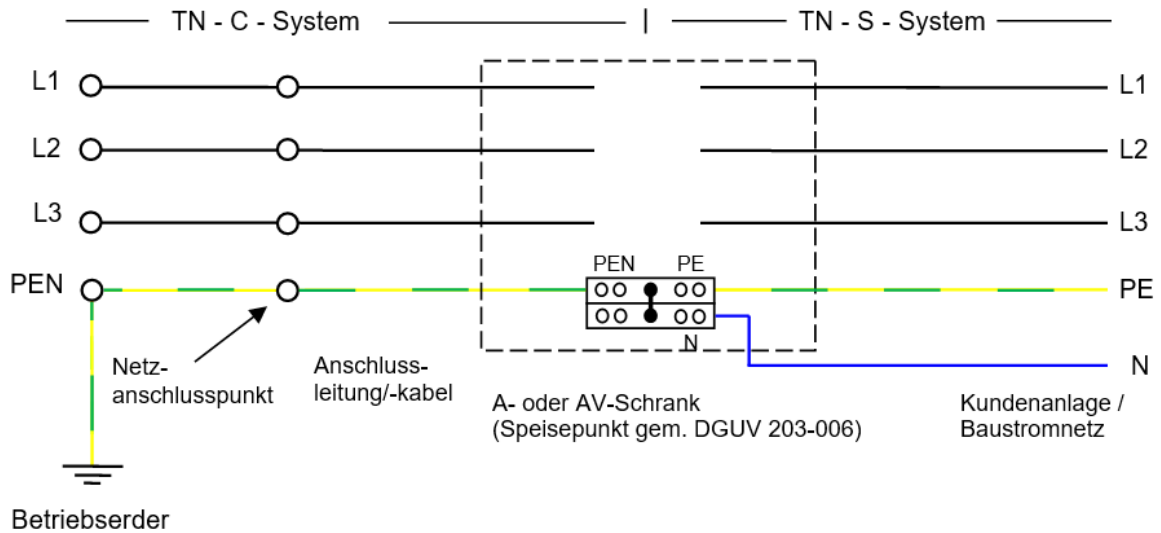 TN - C - System
TN - S - System
L1
L1
L2
L2
L3
L3
PEN PE
PEN
PE
N
N
Netz-
anschlusspunkt
Anschluss-
leitung/-kabel
A- oder AV-Schrank
(Speisepunkt gem. DGUV 203-006)
Kundenanlage /
Baustromnetz
Betriebserder